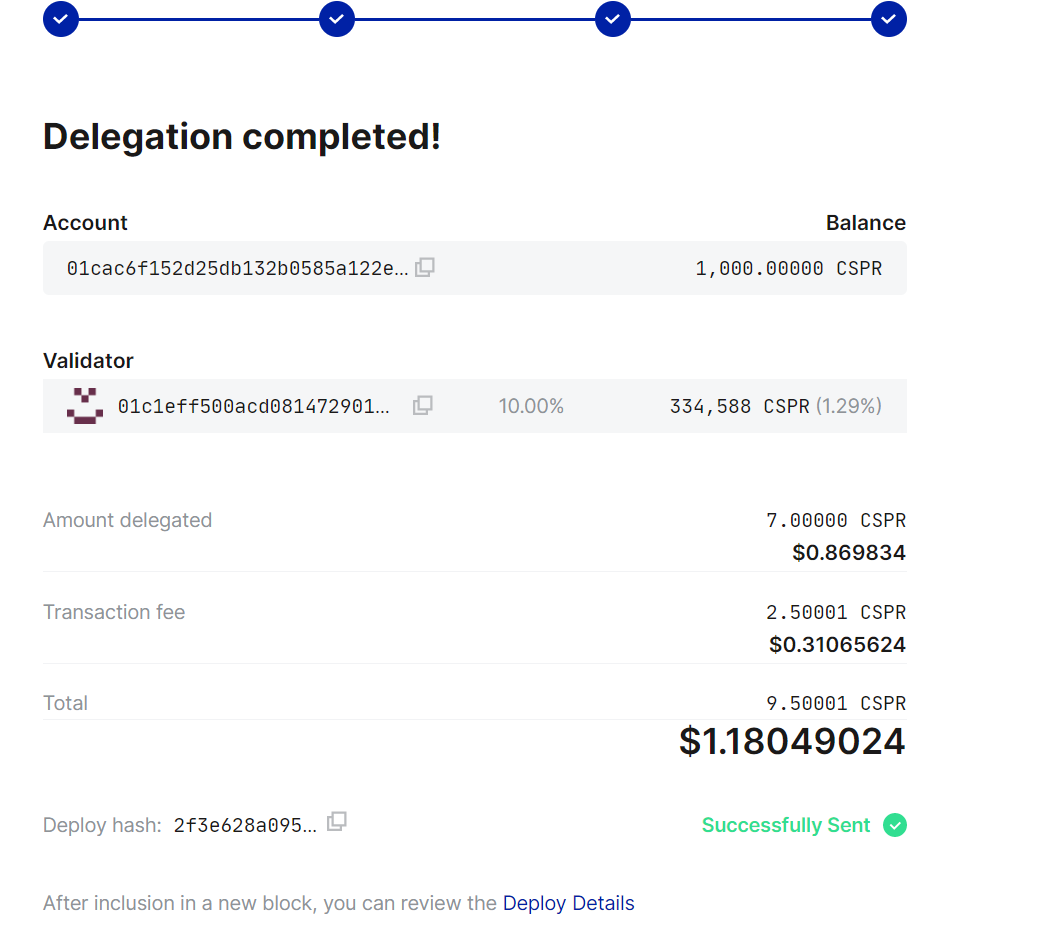 Delegation completed!
Account Balance
01cac6f152d25db132b0585a122e... 1,000.00000 CSPR
Validator
01c1eff500acd081472901... 10.00% 334,588 CSPR (1.29%)
Amount delegated 7.00000 CSPR
$0.869834
Transaction fee 2.50001 CSPR
$0.31065624
Total 9.50001 CSPR
$1.18049024
Deploy hash: 2f3e628a095... Successfully Sent
After inclusion in a new block, you can review the Deploy Details